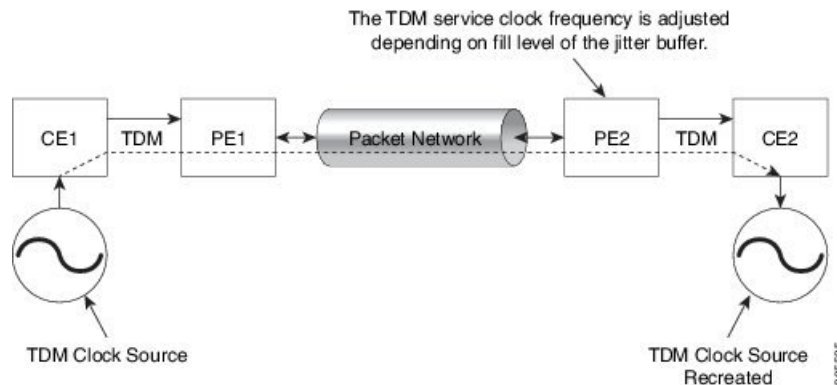 The TDM service clock frequency is adjusted
depending on fill level of the jitter buffer.
CE1
TDM
PE1
Packet Network
PE2
TDM
CE2
TDM Clock Source
TDM Clock Source
Recreated